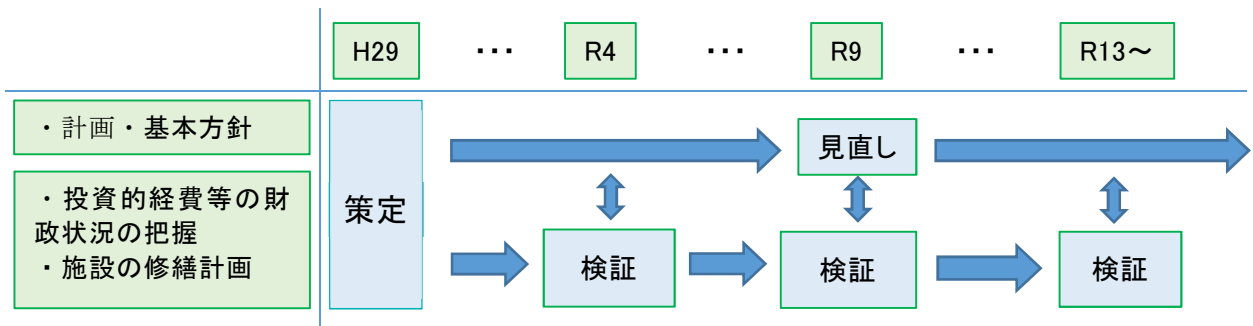 H29 ・・・ R4 ・・・ R9 ・・・ R13~
・計画・基本方針
見直し
・投資的経費等の財
政状況の把握
・施設の修繕計画
策定
検証
検証
検証